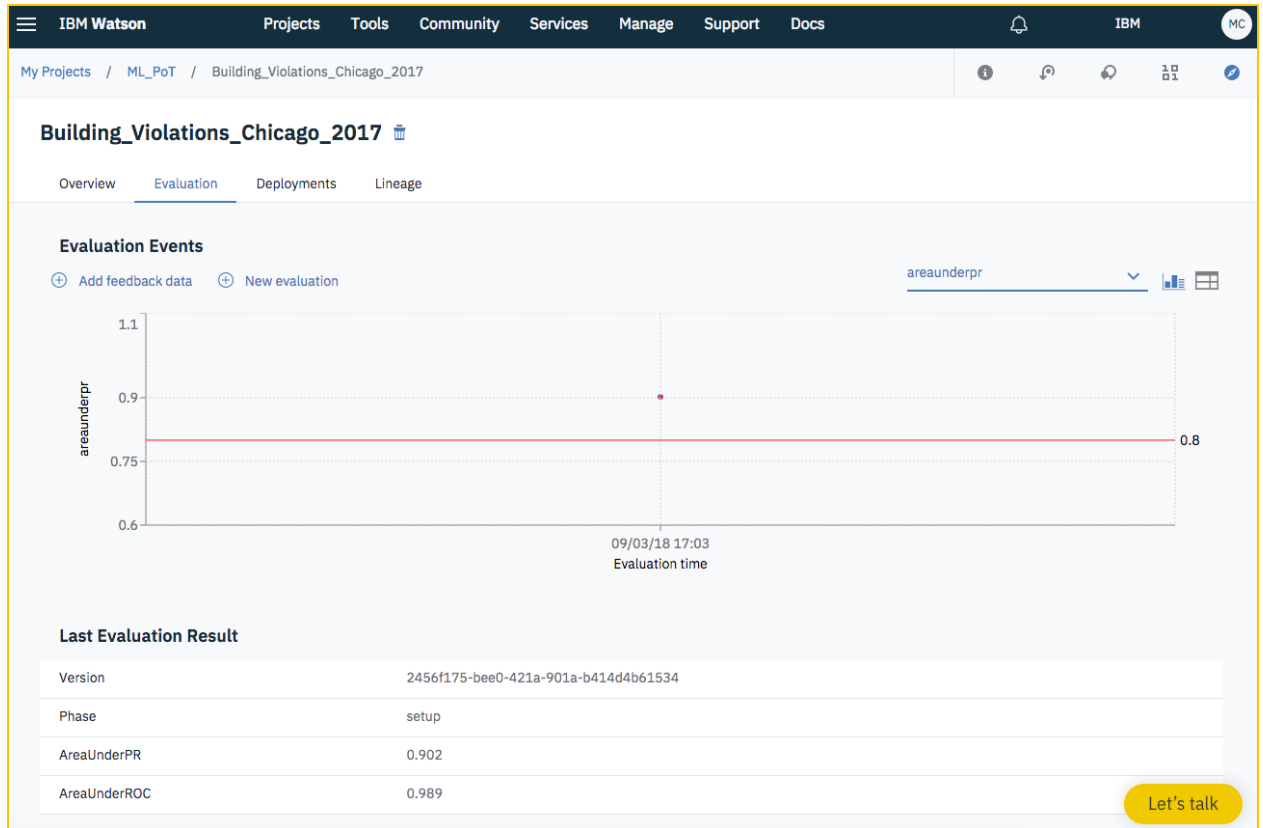 IBM Watson Projects Tools Community Services Manage Support Docs IBM MC
My Projects / ML_PoT / Building_Violations_Chicago_2017
Building_Violations_Chicago_2017
Overview Evaluation Deployments Lineage
Evaluation Events
Add feedback data New evaluation areaunderpr
1.1
0.9
areaunderpr
0.8
0.75
0.6
09/03/18 17:03
Evaluation time
Last Evaluation Result
Version 2456f175-bee0-421a-901a-b414d4b61534
Phase setup
AreaUnderPR 0.902
AreaUnderROC 0.989
Let's talk